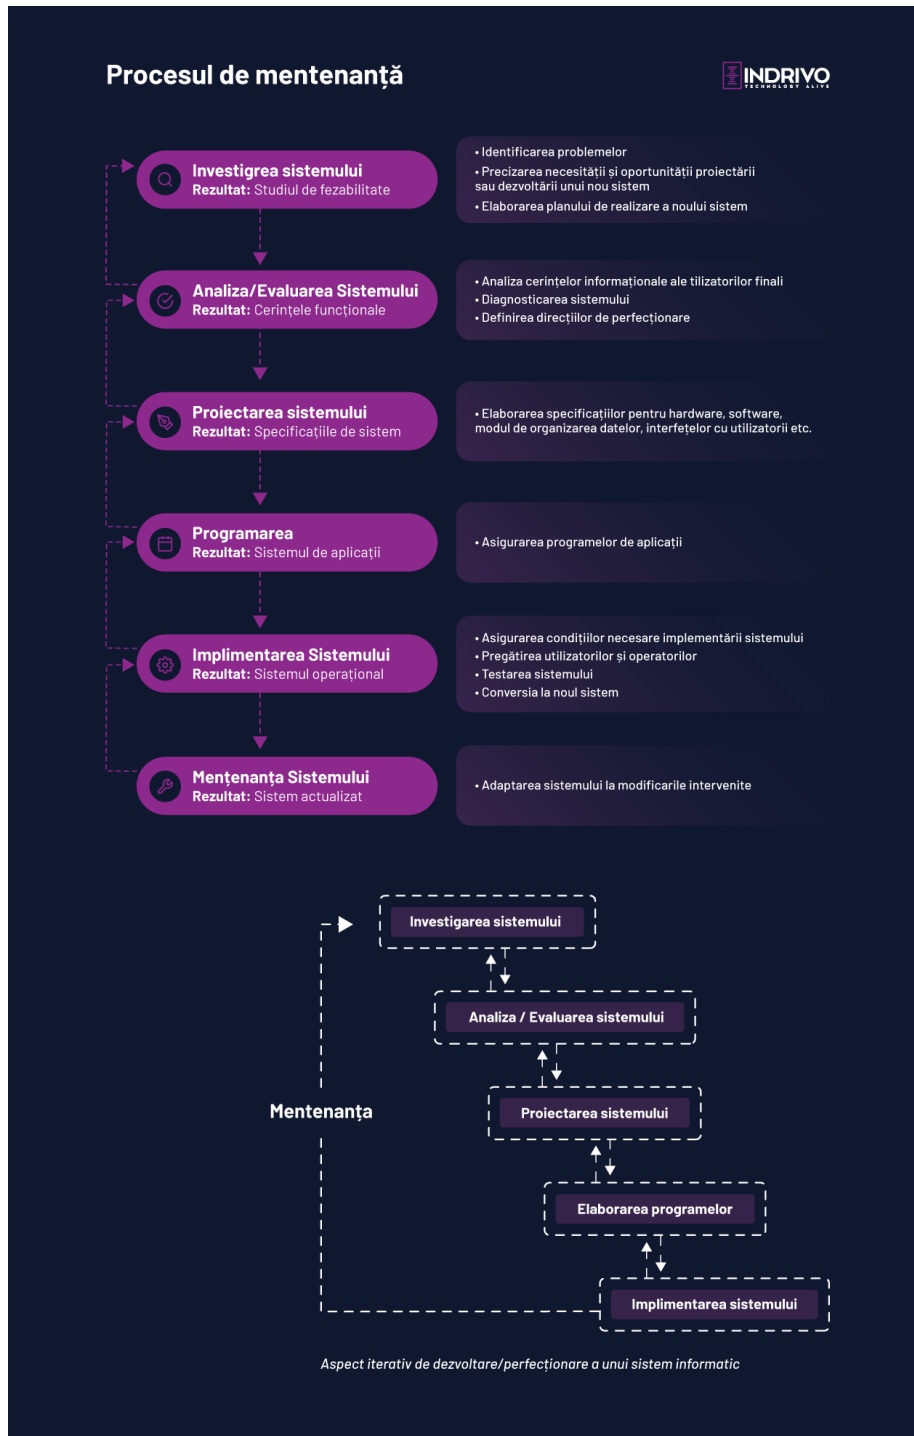 Procesul de mentenanță
INDRIVO
TECHNOLOGY ALIVE
Investigrea sistemului
Rezultat: Studiul de fezabilitate
• Identificarea problemelor
• Precizarea necesității și oportunității proiectării
sau dezvoltării unui nou sistem
• Elaborarea planului de realizare a noului sistem
Analiza/Evaluarea Sistemului
Rezultat: Cerințele funcționale
• Analiza cerințelor informaționale ale tilizatorilor finali
• Diagnosticarea sistemului
• Definirea direcțiilor de perfecționare
Proiectarea sistemului
Rezultat: Specificațiile de sistem
• Elaborarea specificațiilor pentru hardware, software,
modul de organizarea datelor, interfețelor cu utilizatorii etc.
Programarea
Rezultat: Sistemul de aplicații
• Asigurarea programelor de aplicații
Implimentarea Sistemului
Rezultat: Sistemul operațional
• Asigurarea condițiilor necesare implementării sistemului
• Pregătirea utilizatorilor și operatorilor
• Testarea sistemului
• Conversia la noul sistem
Mențenanța Sistemului
Rezultat: Sistem actualizat
• Adaptarea sistemului la modificarile intervenite
Investigarea sistemului
Analiza / Evaluarea sistemului
Mentenanța
Proiectarea sistemului
Elaborarea programelor
Implimentarea sistemului
Aspect iterativ de dezvoltare/perfecționare a unui sistem informatic